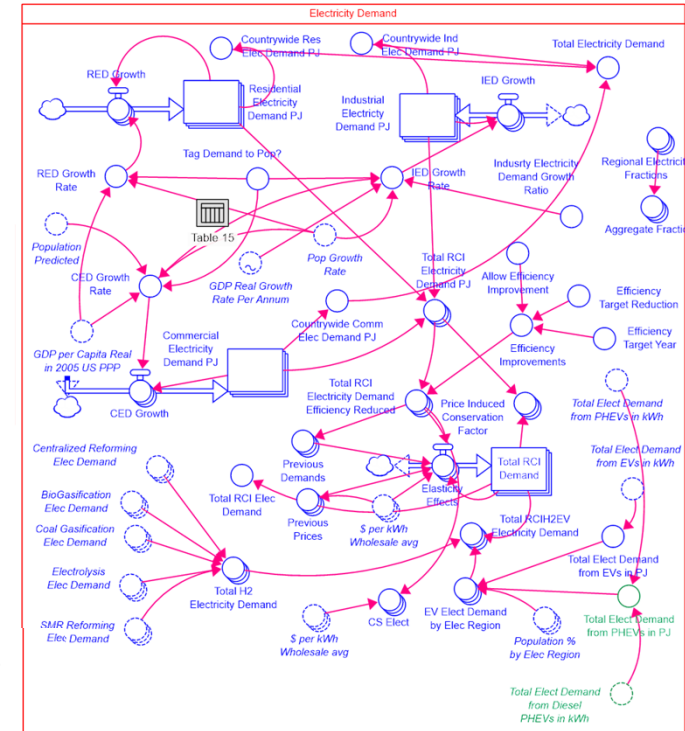 Electricity Demand
Countrywide Res
Elec Demand PJ
Countrywide Ind
Elec Demand PJ
Total Electricity Demand
RED Growth
Residential
Electricity
Demand PJ
Industrial
Electricity
Demand PJ
IED Growth
Tag Demand to Pop?
RED Growth
Rate
IED Growth
Rate
Indusrty Electricity
Demand Growth
Ratio
Regional Electricit
Fractions
Table 15
Aggregate Fractio
Population
Predicted
CED Growth
Rate
GDP Real Growth
Rate Per Annum
Pop Growth
Rate
Total RCI
Electricity
Demand PJ
Allow Efficiency
Improvement
Efficiency
Target Reduction
Countrywide Comm
Elec Demand PJ
Commercial
Electricity
Demand PJ
Efficiency
Improvements
Efficiency
Target Year
GDP per Capita Real
in 2005 US PPP
CED Growth
Total RCI
Electricity Demand
Efficiency Reduced
Price Induced
Conservation
Factor
Total Elect Demand
from PHEVs in kWh
Centralized Reforming
Elec Demand
Previous
Demands
Total RCI
Demand
Total Elect Demand
from EVs in kWh
BioGasification
Elec Demand
Total RCI Elec
Demand
Elasticity
Effects
Previous
Prices
$ per kWh
Wholesale avg
Total RCIH2EV
Electricity Demand
Coal Gasification
Elec Demand
Total Elect Demand
from EVs in PJ
Electrolysis
Elec Demand
Total H2
Electricity Demand
SMR Reforming
Elec Demand
$ per kWh
Wholesale avg
CS Elect
EV Elect Demand
by Elec Region
Population %
by Elec Region
Total Elect Demand
from PHEVs in PJ
Total Elect Demand
from Diesel
PHEVs in kWh